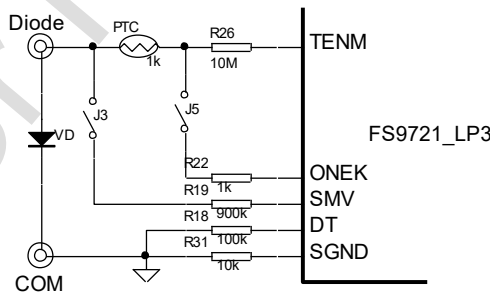 Diode
PTC
1k
R26
10M
TENM
J3
J5
VD
FS9721_LP3
R22
1k
ONEK
R19
900k
SMV
R18
100k
DT
R31
10k
SGND
COM